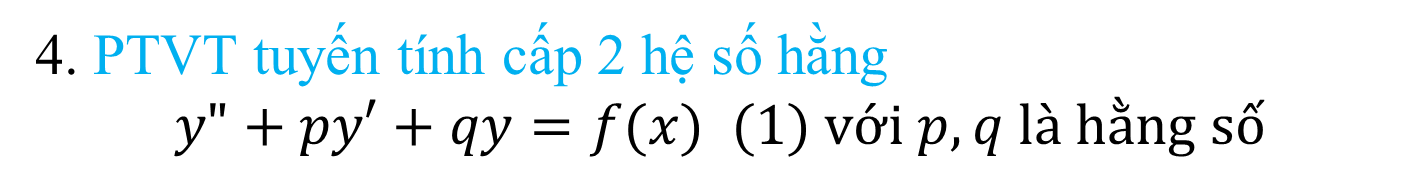 4. PTVT tuyến tính cấp 2 hệ số hằng
y" + py′ + qy = f(x) (1) với p, q là hằng số